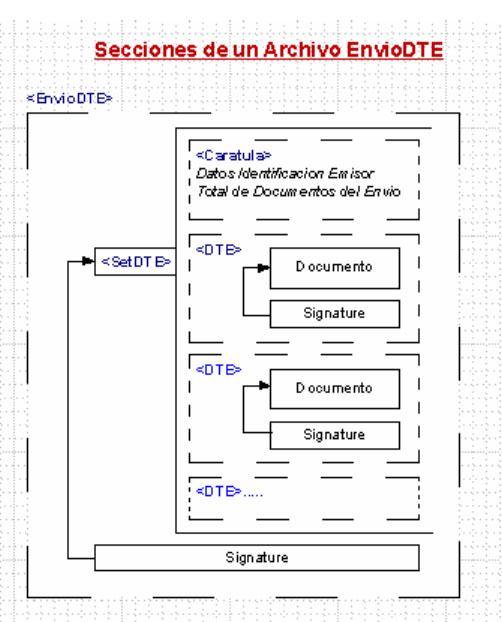 Secciones de un Archivo EnvioDTE
<EnvioDTE>
<Caratula>
Datos Identificacion Emisor
Total de Documentos del Envio
<SetDTE>
<DTE>
Documento
Signature
<DTE>
Documento
Signature
<DTE>.....
Signature